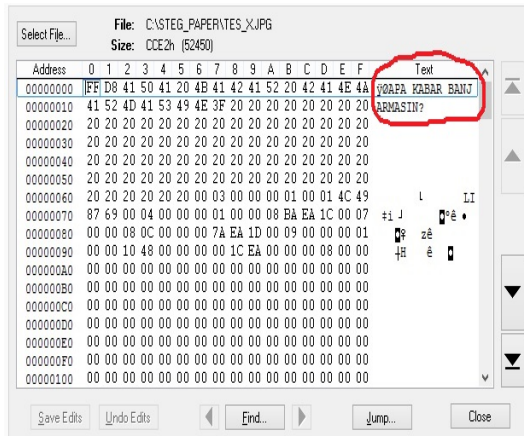 Select File...
File: C:\STEG_PAPER\TES_X.JPG
Size: CCE2h (52450)
Address 0 1 2 3 4 5 6 7 8 9 A B C D E F Text
00000000 FF D8 41 50 41 20 4B 41 42 41 52 20 42 41 4E 4A ÿØAPA KABAR BANJ
00000010 41 52 4D 41 53 49 4E 3F 20 20 20 20 20 20 20 20 ARMASIN?
00000020 20 20 20 20 20 20 20 20 20 20 20 20 20 20 20 20
00000030 20 20 20 20 20 20 20 20 20 20 20 20 20 20 20 20
00000040 20 20 20 20 20 20 20 20 20 20 20 20 20 20 20 20
00000050 20 20 20 20 20 20 20 20 20 20 20 20 20 20 20 20
00000060 20 20 20 20 20 20 00 03 00 00 00 01 00 01 4C 49 LI
00000070 87 69 00 04 00 00 00 01 00 00 08 BA EA 1C 00 07 ‡i ºê
00000080 00 00 08 0C 00 00 00 7A EA 1D 00 09 00 00 00 01 zê
00000090 00 00 10 48 00 00 00 00 1C EA 00 00 00 08 00 00 H ê
000000A0 00 00 00 00 00 00 00 00 00 00 00 00 00 00 00 00
000000B0 00 00 00 00 00 00 00 00 00 00 00 00 00 00 00 00
000000C0 00 00 00 00 00 00 00 00 00 00 00 00 00 00 00 00
000000D0 00 00 00 00 00 00 00 00 00 00 00 00 00 00 00 00
000000E0 00 00 00 00 00 00 00 00 00 00 00 00 00 00 00 00
000000F0 00 00 00 00 00 00 00 00 00 00 00 00 00 00 00 00
00000100 00 00 00 00 00 00 00 00 00 00 00 00 00 00 00 00
Save Edits Undo Edits Find... Jump... Close